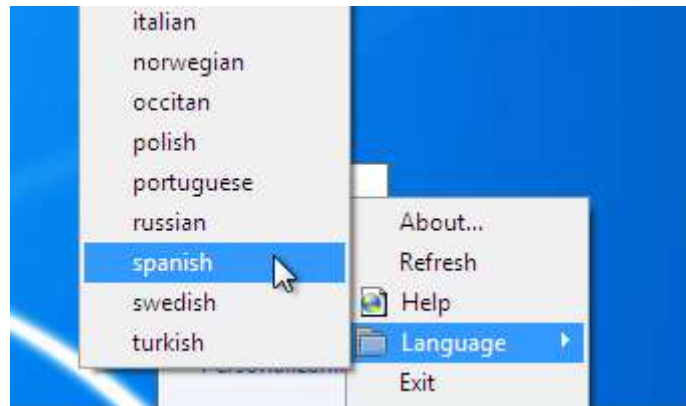 italian
norwegian
occitan
polish
portuguese
russian
spanish
swedish
turkish
About...
Refresh
Help
Language
Exit